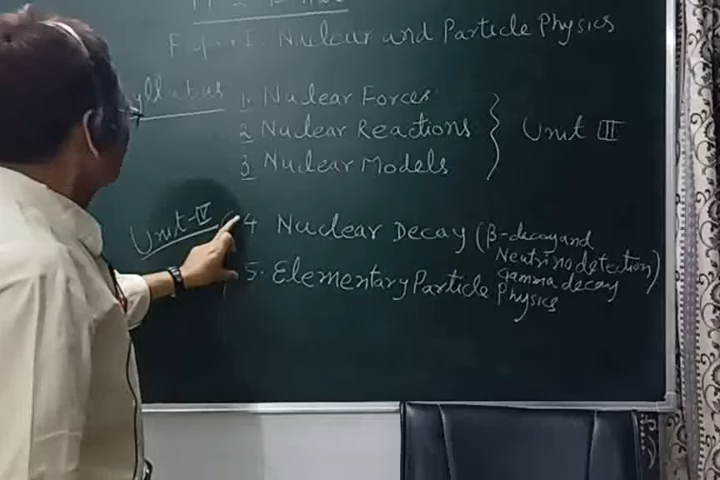 Nuclear and Particle Physics
Syllabus
1. Nuclear Forces
2 Nuclear Reactions
3 Nuclear Models
Unit III
Unit-IV
4 Nuclear Decay (β-decay and
Neutrino detection)
Gamma decay
5. Elementary Particle Physics